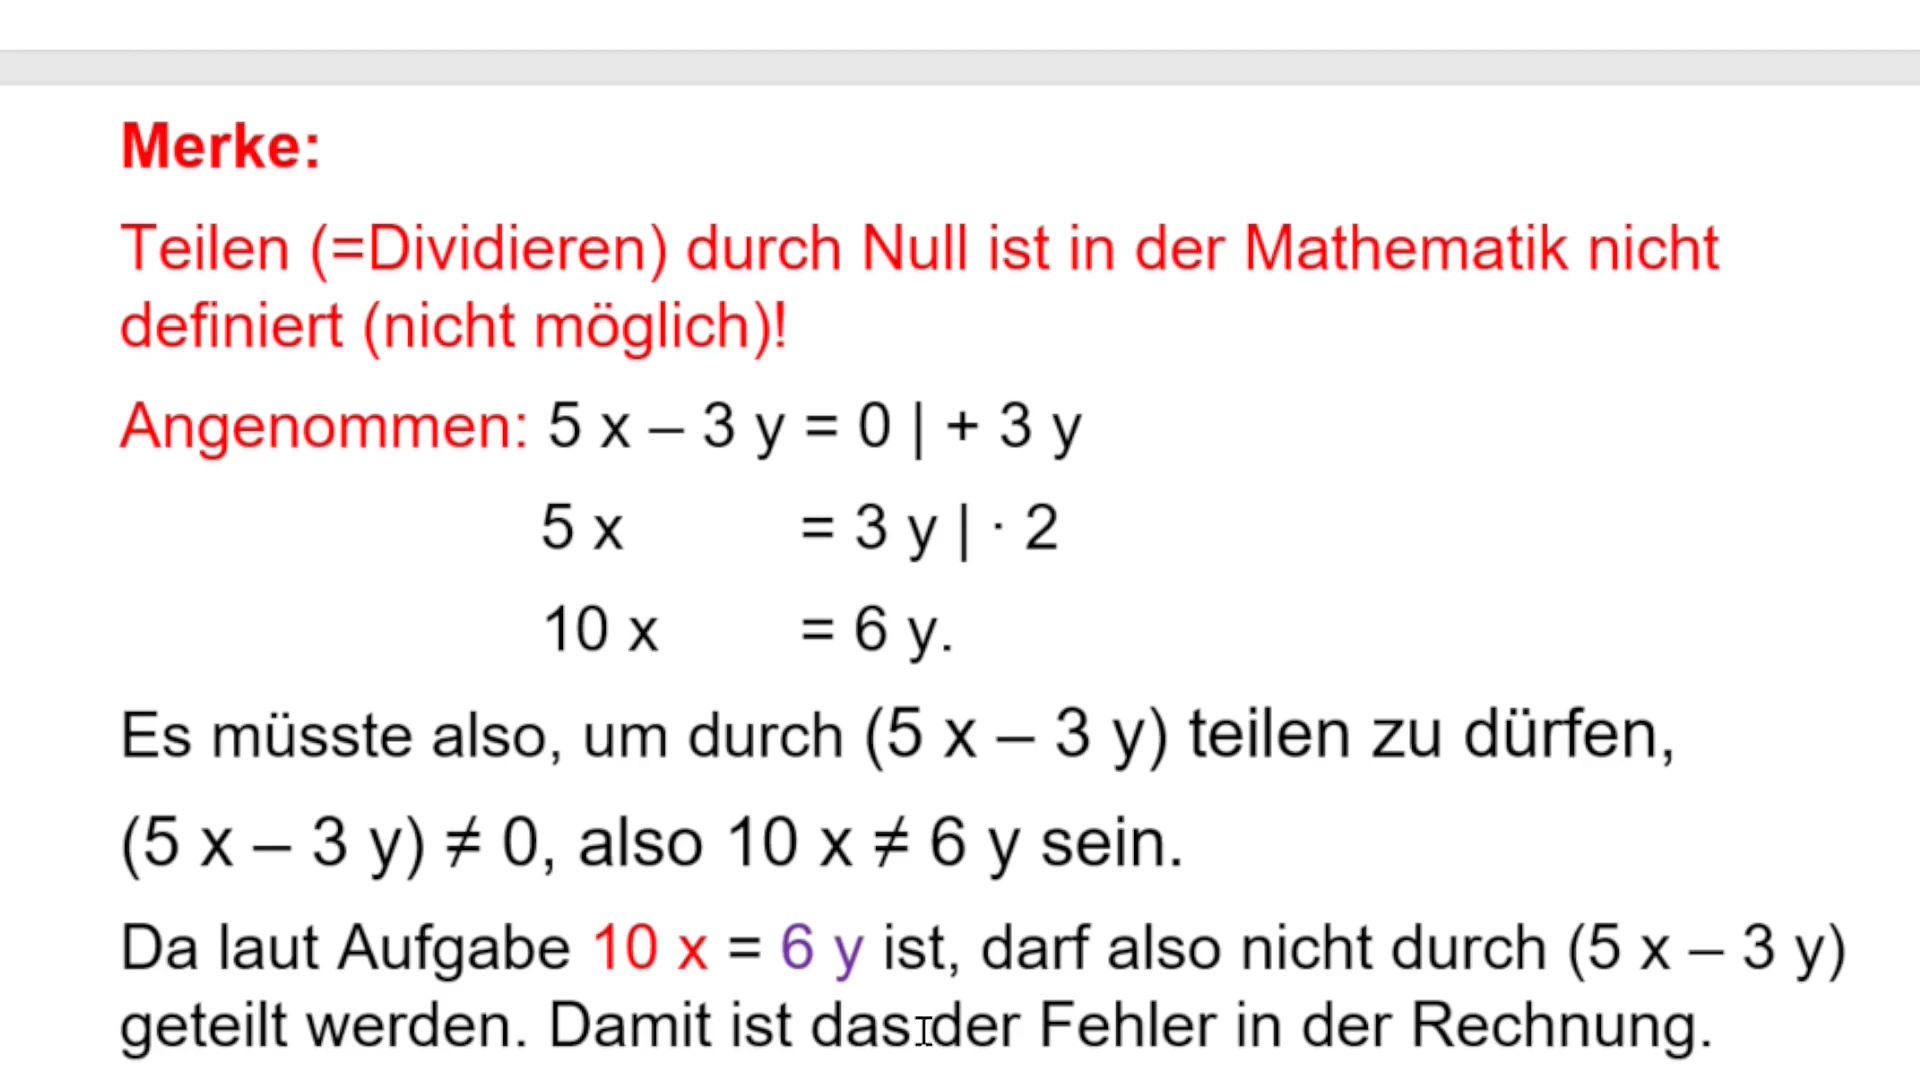 Merke:
Teilen (=Dividieren) durch Null ist in der Mathematik nicht
definiert (nicht möglich)!
Angenommen: 5 x – 3 y = 0 | + 3 y
5 x = 3 y | · 2
10 x = 6 y.
Es müsste also, um durch (5 x – 3 y) teilen zu dürfen,
(5 x – 3 y) ≠ 0, also 10 x ≠ 6 y sein.
Da laut Aufgabe 10 x = 6 y ist, darf also nicht durch (5 x – 3 y)
geteilt werden. Damit ist das der Fehler in der Rechnung.